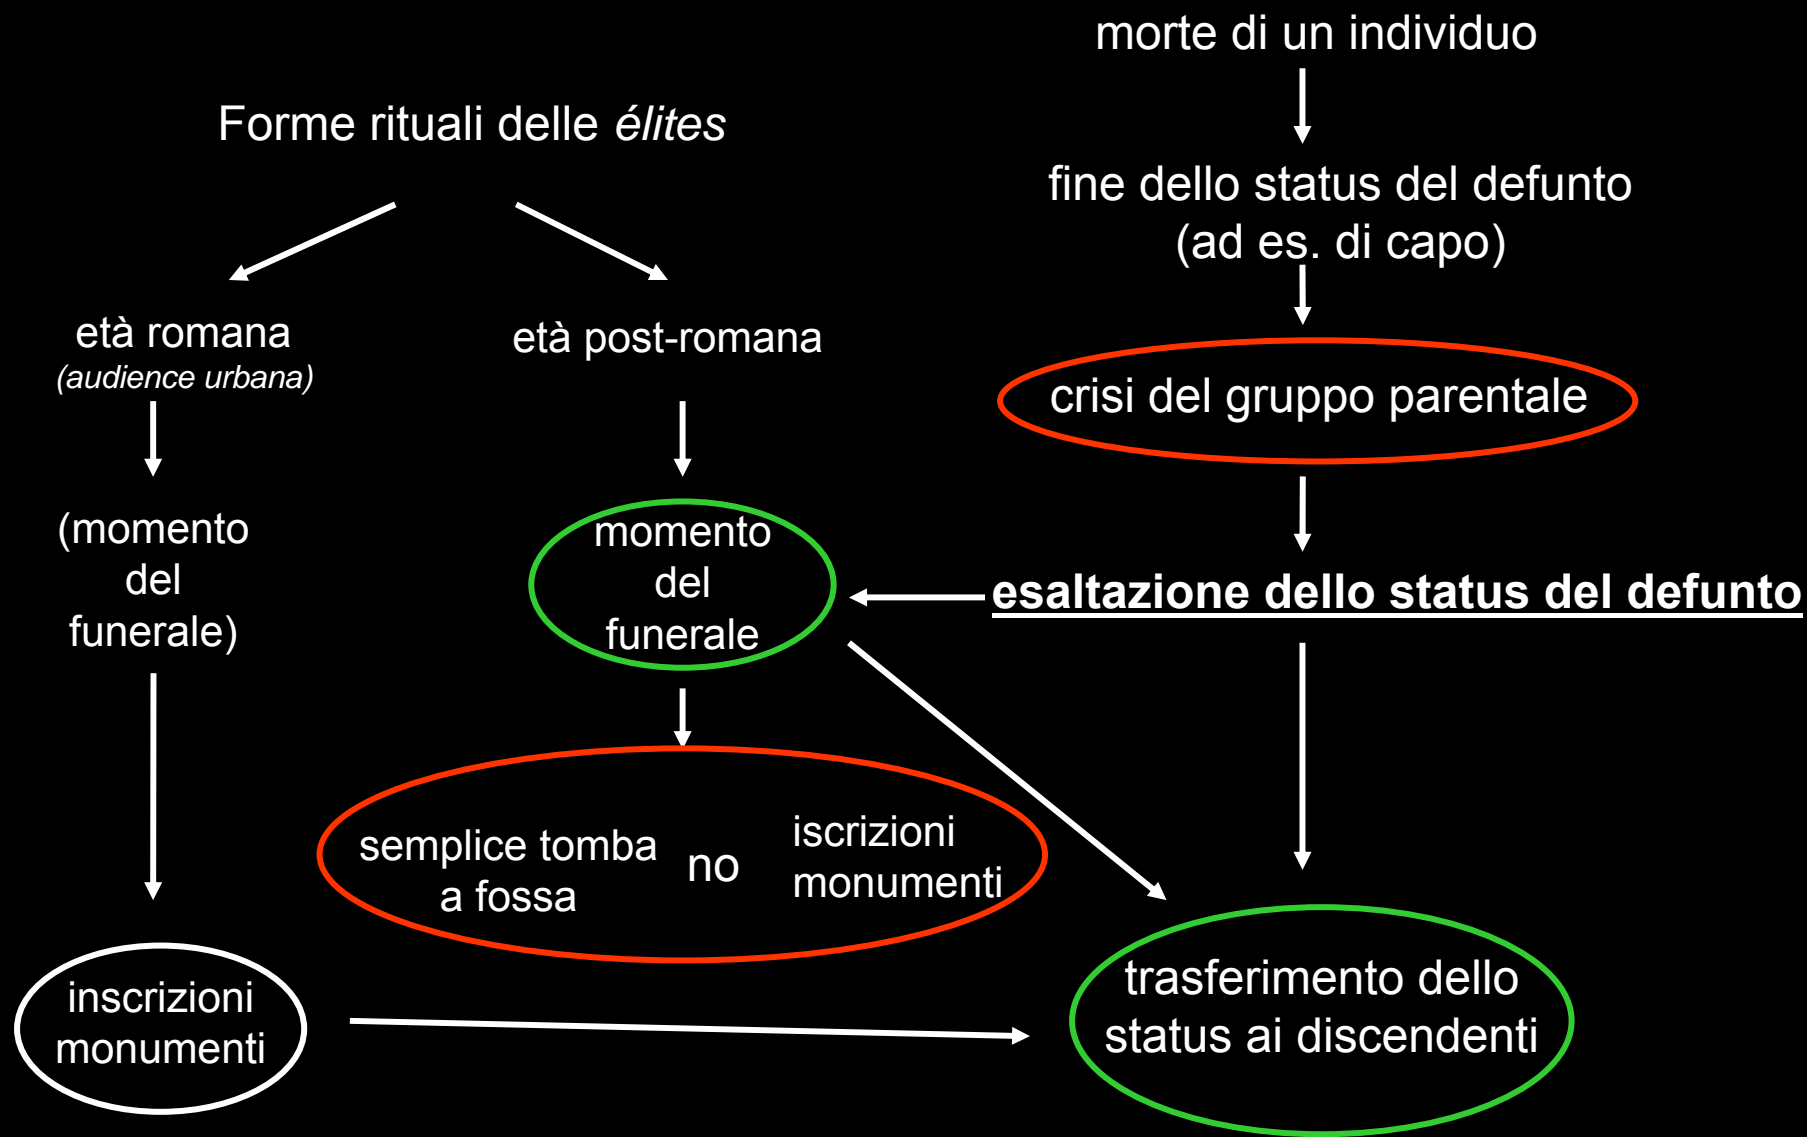 morte di un individuo
Forme rituali delle élites
fine dello status del defunto
(ad es. di capo)
età romana
(audience urbana)
età post-romana
crisi del gruppo parentale
(momento
del
funerale)
momento
del
funerale
esaltazione dello status del defunto
semplice tomba
a fossa
no
iscrizioni
monumenti
inscrizioni
monumenti
trasferimento dello
status ai discendenti